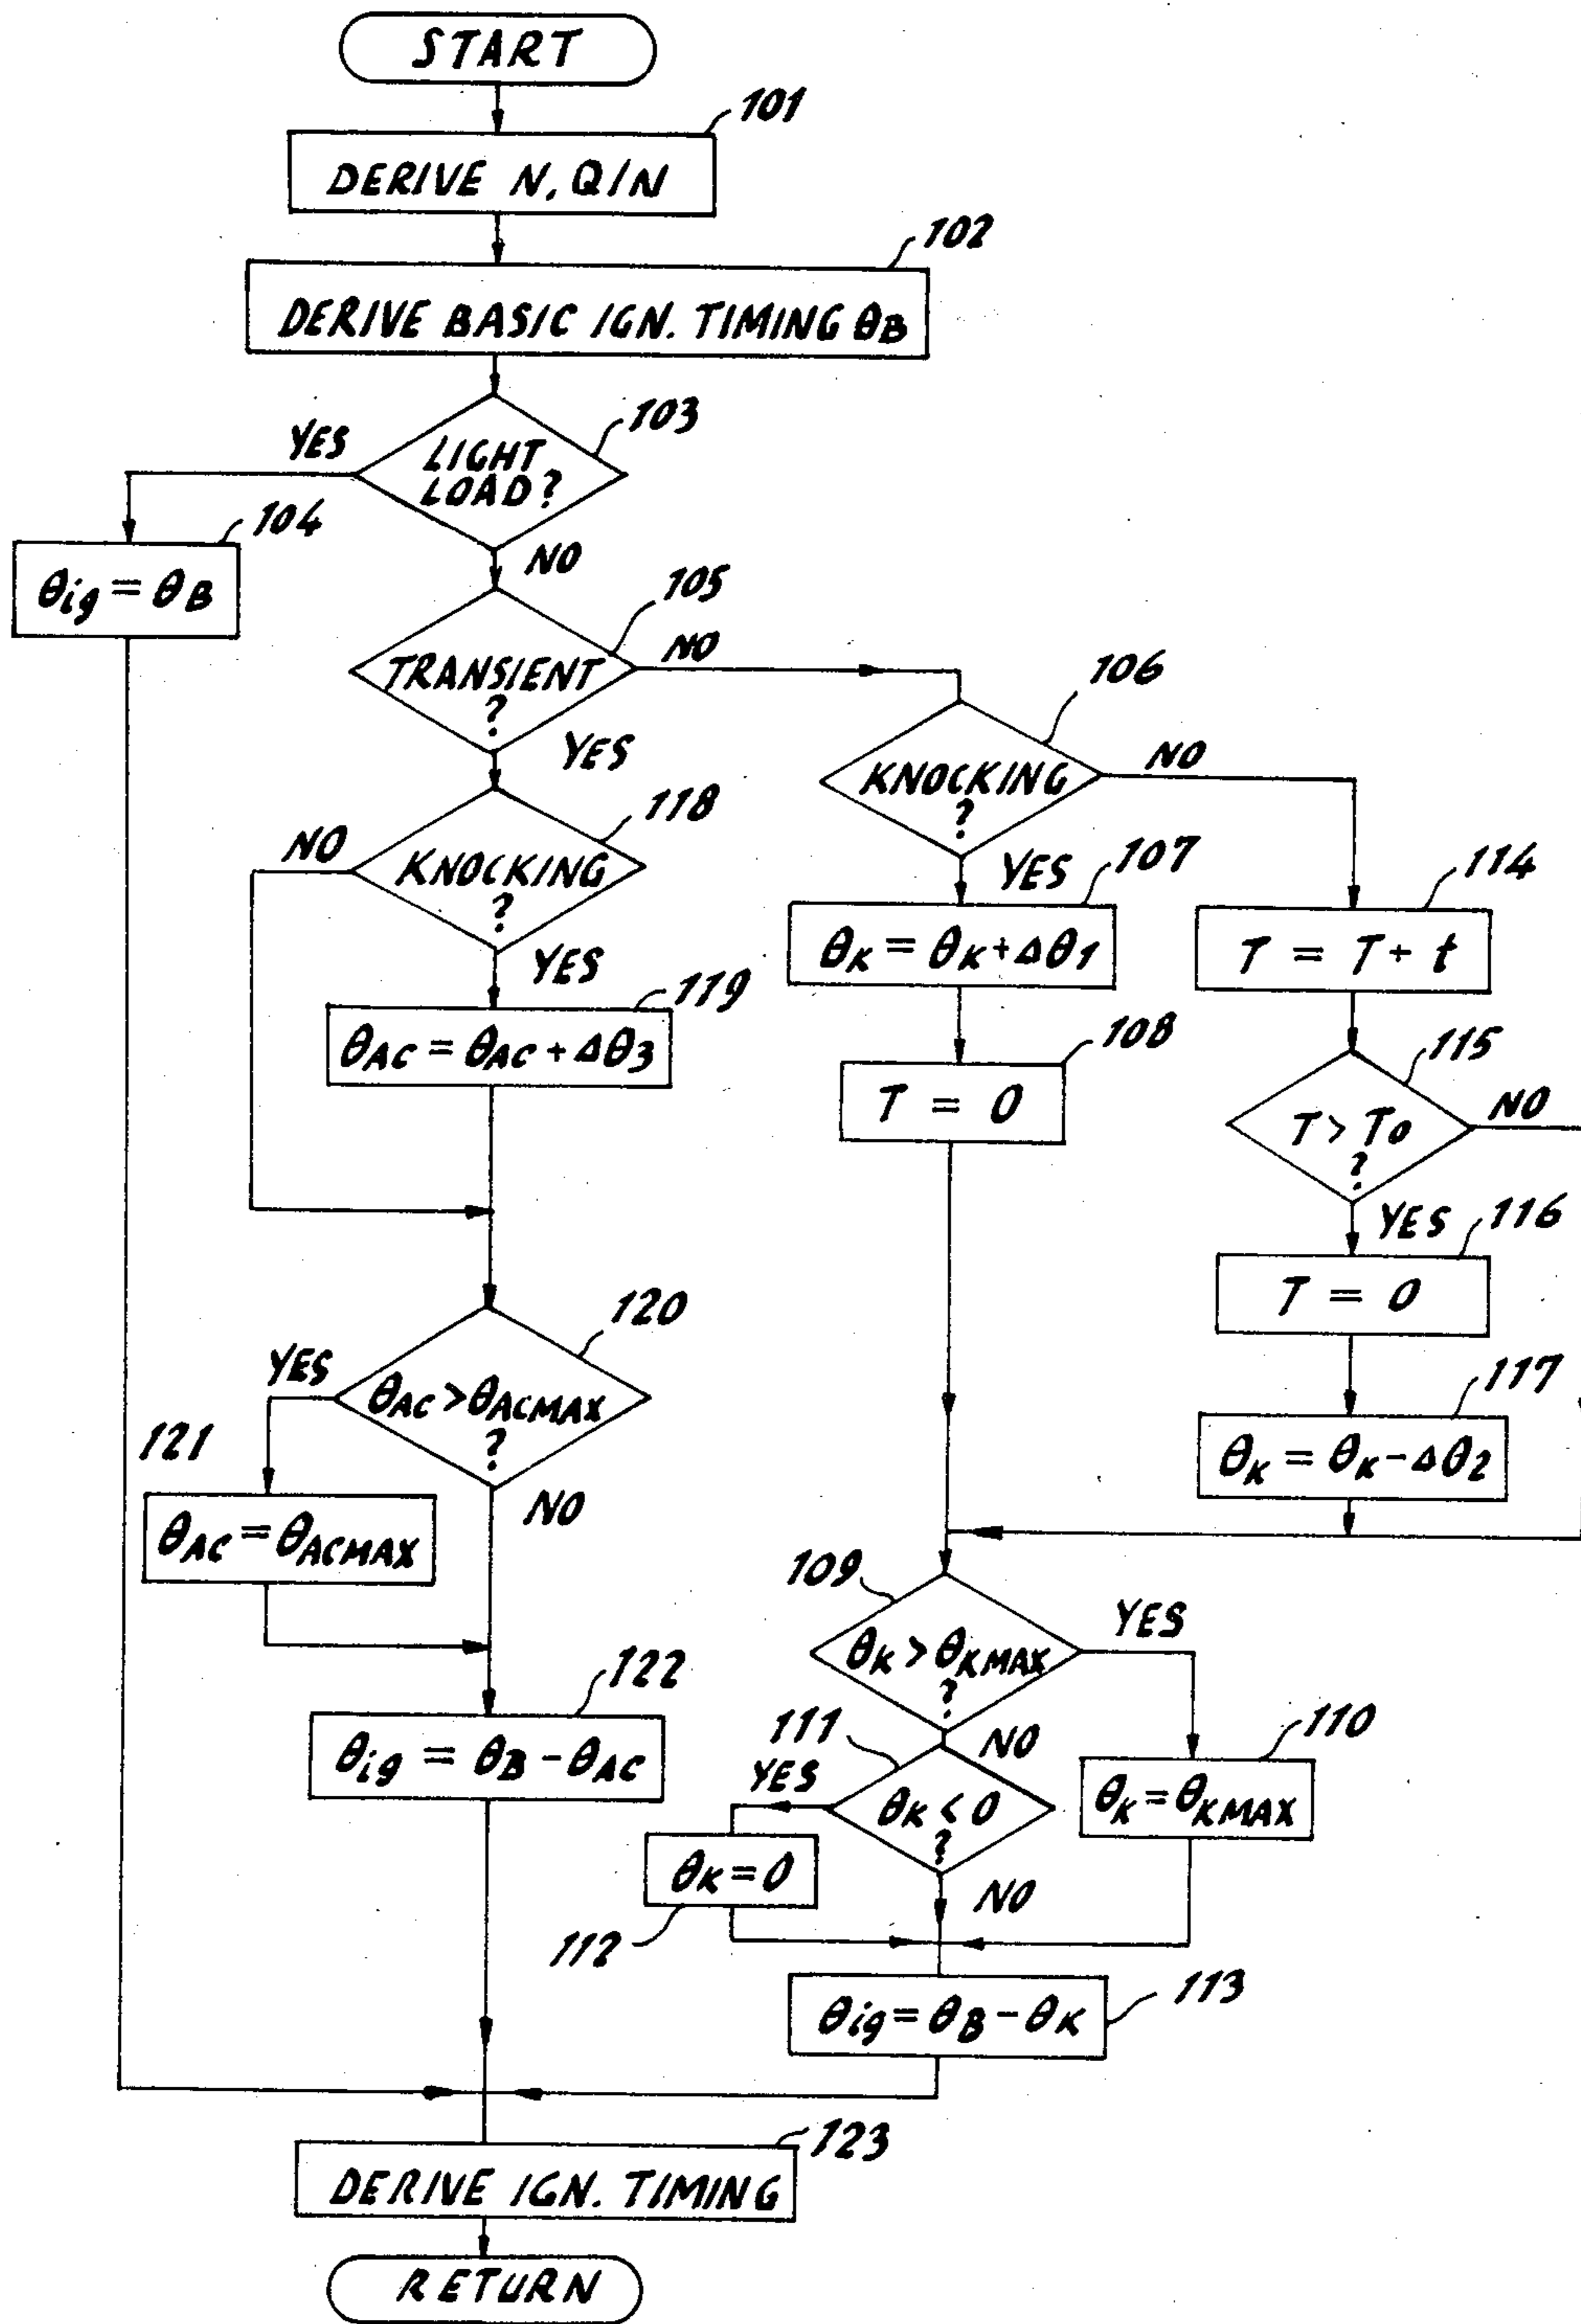 START
101
DERIVE N, Q/N
102
DERIVE BASIC IGN. TIMING θB
103
YES
LIGHT
LOAD?
104
NO
θig = θB
105
NO
TRANSIENT
?
106
YES
KNOCKING
?
NO
118
NO
KNOCKING
?
YES
107
114
θK = θK + Δθ1
T = T + t
YES
119
θAC = θAC + Δθ3
108
T = 0
115
T > To
?
NO
YES
116
T = 0
120
YES
θAC > θACMAX
?
117
θK = θK - Δθ2
121
NO
θAC = θACMAX
109
YES
θK > θKMAX
?
122
θig = θB - θAC
111
NO
110
YES
θK < 0
?
θK = θKMAX
θK = 0
NO
112
113
θig = θB - θK
123
DERIVE IGN. TIMING
RETURN